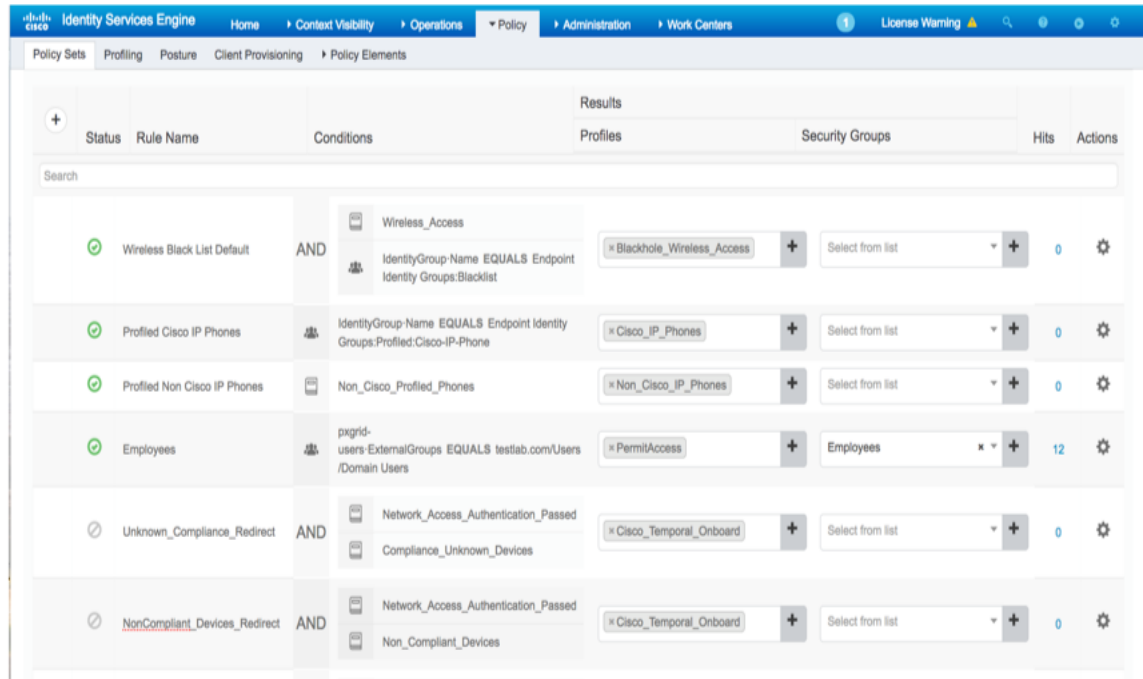 cisco
Identity Services Engine
Home
Context Visibility
Operations
Policy
Administration
Work Centers
1
License Warning
Policy Sets
Profiling
Posture
Client Provisioning
Policy Elements
Results
+
Status
Rule Name
Conditions
Profiles
Security Groups
Hits
Actions
Search
Wireless Black List Default
AND
Wireless_Access
IdentityGroup·Name EQUALS Endpoint
Identity Groups:Blacklist
×Blackhole_Wireless_Access
+
Select from list
+
0
Profiled Cisco IP Phones
IdentityGroup·Name EQUALS Endpoint Identity
Groups:Profiled:Cisco-IP-Phone
×Cisco_IP_Phones
+
Select from list
+
0
Profiled Non Cisco IP Phones
Non_Cisco_Profiled_Phones
×Non_Cisco_IP_Phones
+
Select from list
+
0
Employees
pxgrid-
users·ExternalGroups EQUALS testlab.com/Users
/Domain Users
×PermitAccess
+
Employees
×
+
12
Unknown_Compliance_Redirect
AND
Network_Access_Authentication_Passed
Compliance_Unknown_Devices
×Cisco_Temporal_Onboard
+
Select from list
+
0
NonCompliant_Devices_Redirect
AND
Network_Access_Authentication_Passed
Non_Compliant_Devices
×Cisco_Temporal_Onboard
+
Select from list
+
0